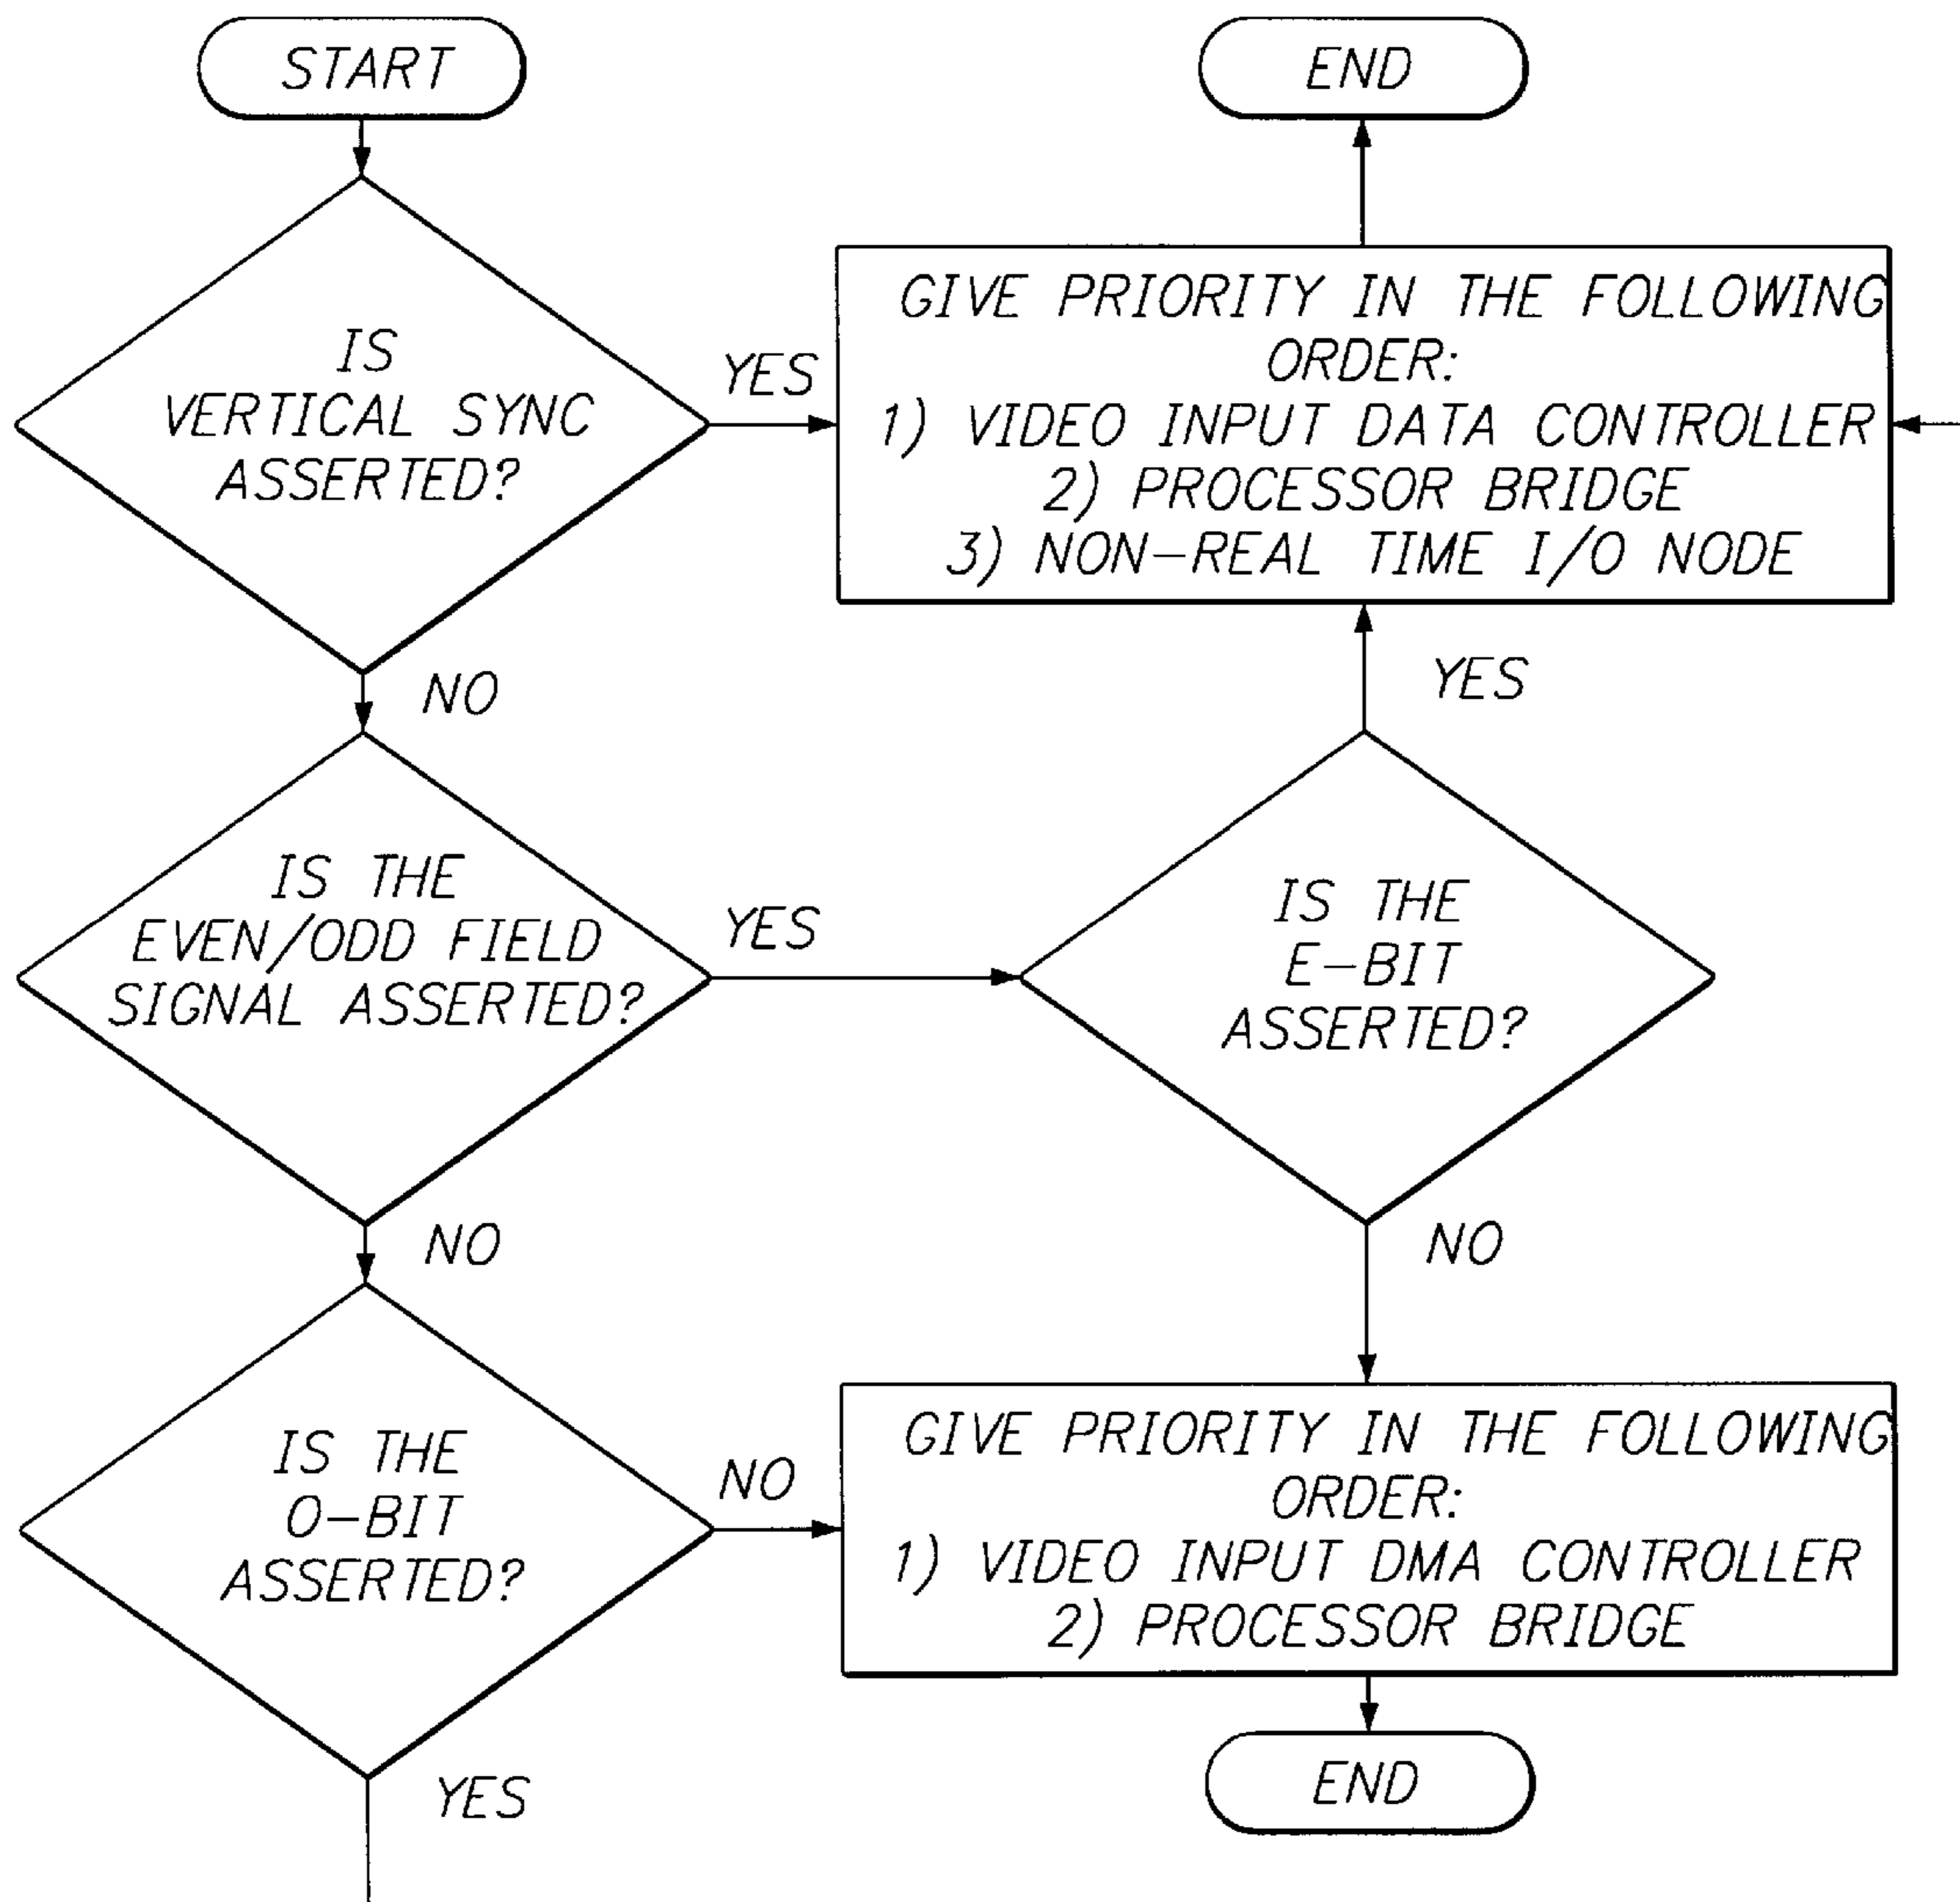 START
END
IS
VERTICAL SYNC
ASSERTED?
YES
GIVE PRIORITY IN THE FOLLOWING
ORDER:
1) VIDEO INPUT DATA CONTROLLER
2) PROCESSOR BRIDGE
3) NON-REAL TIME I/O NODE
NO
YES
IS THE
EVEN/ODD FIELD
SIGNAL ASSERTED?
YES
IS THE
E-BIT
ASSERTED?
NO
NO
IS THE
O-BIT
ASSERTED?
NO
GIVE PRIORITY IN THE FOLLOWING
ORDER:
1) VIDEO INPUT DMA CONTROLLER
2) PROCESSOR BRIDGE
YES
END